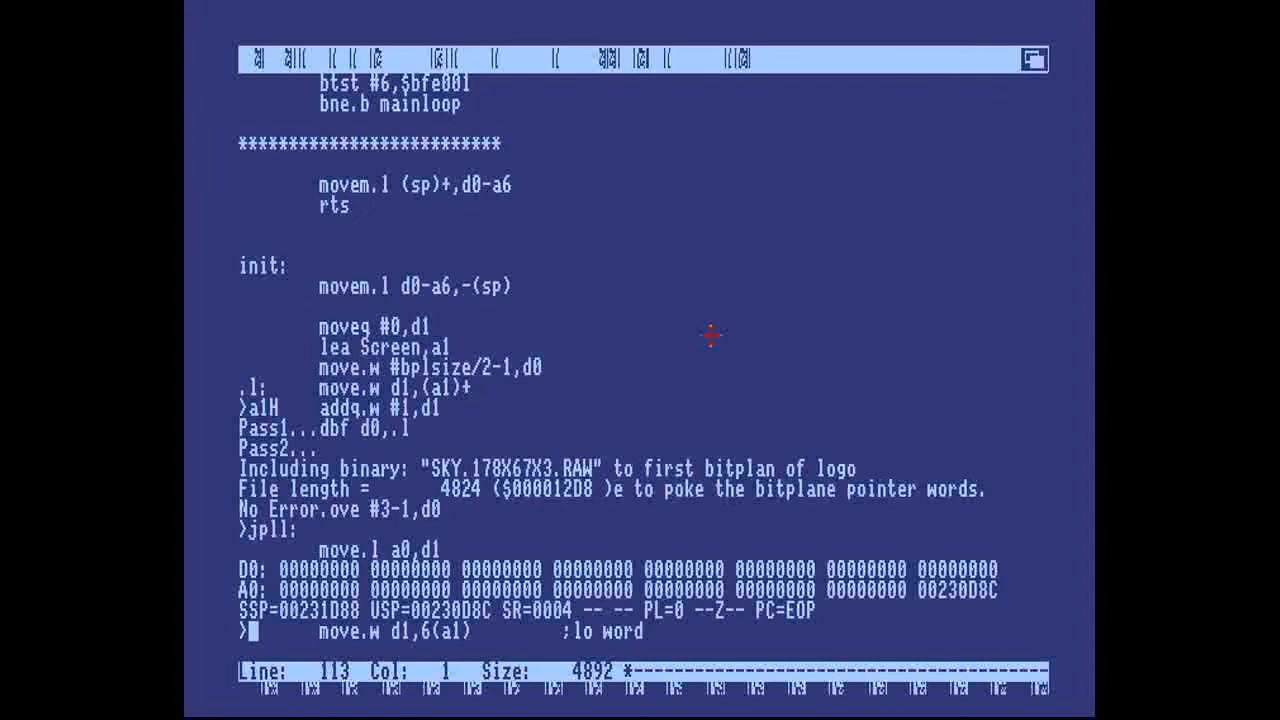 btst #6,$bfe001
bne.b mainloop
**************************
movem.l (sp)+,d0-a6
rts
init:
movem.l d0-a6,-(sp)
moveq #0,d1
lea Screen,a1
move.w #bplsize/2-1,d0
.l: move.w d1,(a1)+
>a1H addq.w #1,d1
Pass1...dbf d0,.l
Pass2...
Including binary: "SKY.178X67X3.RAW" to first bitplan of logo
File length = 4824 ($000012D8 )e to poke the bitplane pointer words.
No Error.ove #3-1,d0
>jpll:
move.l a0,d1
D0: 00000000 00000000 00000000 00000000 00000000 00000000 00000000 00000000
A0: 00000000 00000000 00000000 00000000 00000000 00000000 00000000 00230D8C
SSP=00231D88 USP=00230D8C SR=0004 -- -- PL=0 --Z-- PC=EOP
> move.w d1,6(a1) ;lo word
Line: 113 Col: 1 Size: 4892 *-----------------------------------------